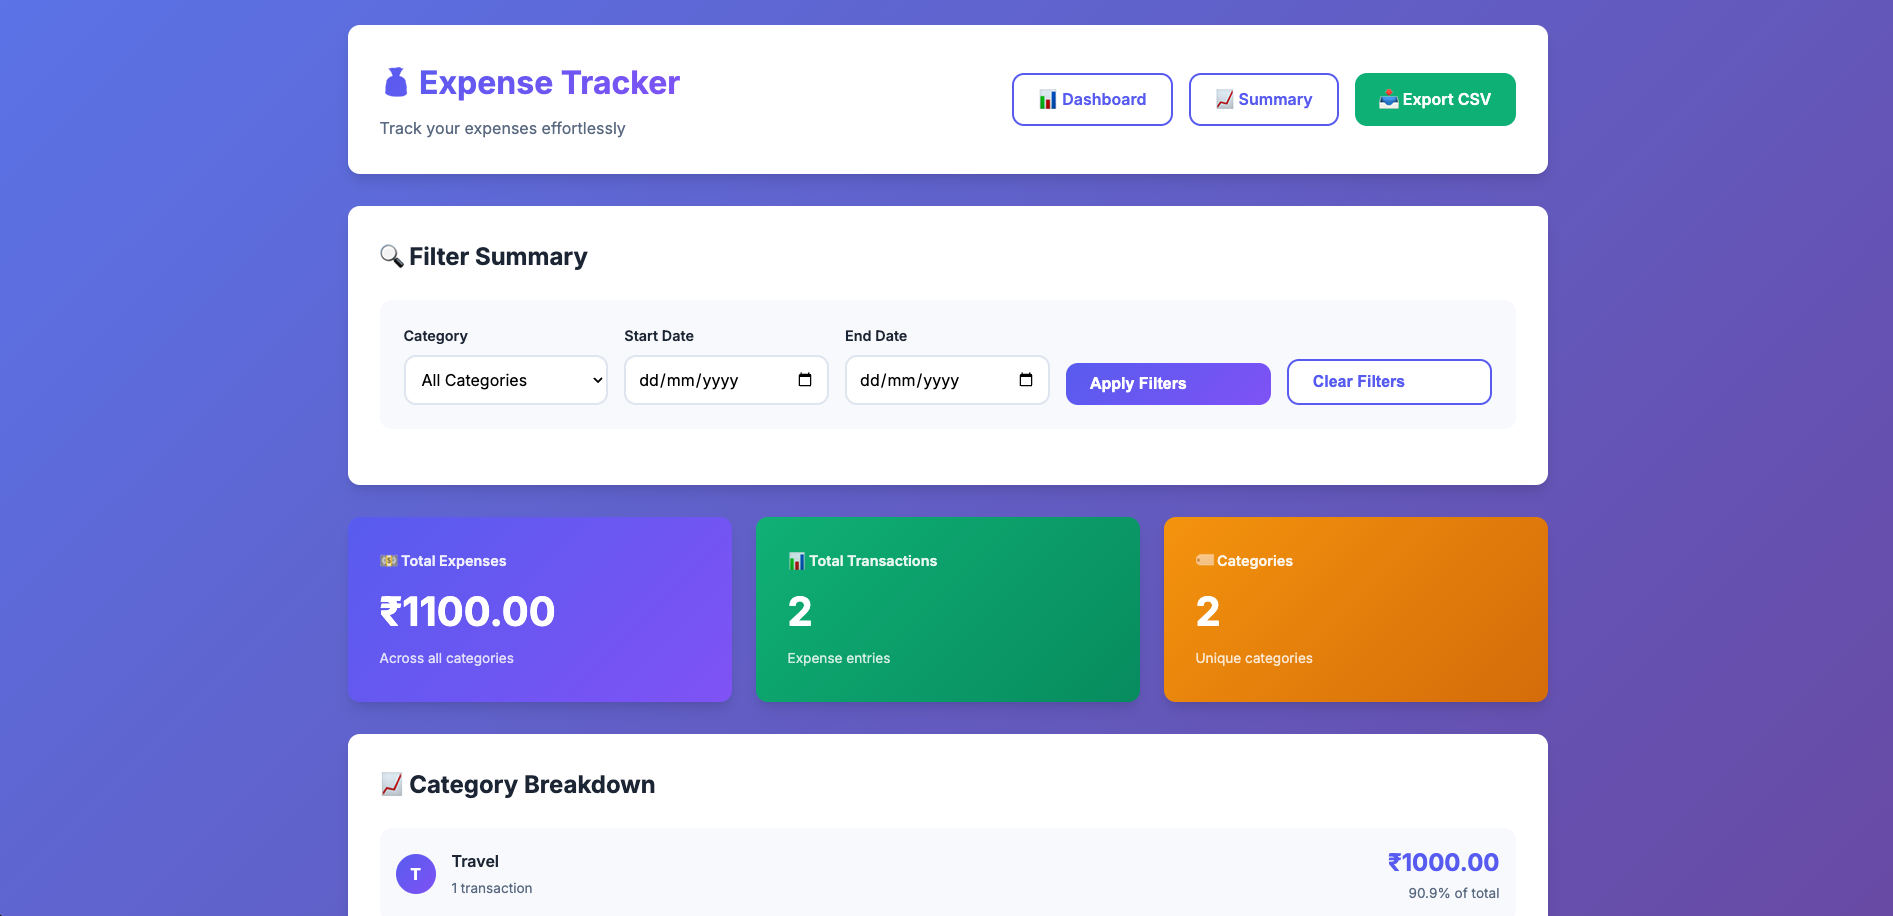 Expense Tracker
Track your expenses effortlessly
Dashboard
Summary
Export CSV
Filter Summary
Category
Start Date
End Date
All Categories
dd/mm/yyyy
dd/mm/yyyy
Apply Filters
Clear Filters
Total Expenses
₹1100.00
Across all categories
Total Transactions
2
Expense entries
Categories
2
Unique categories
Category Breakdown
T
Travel
1 transaction
₹1000.00
90.9% of total